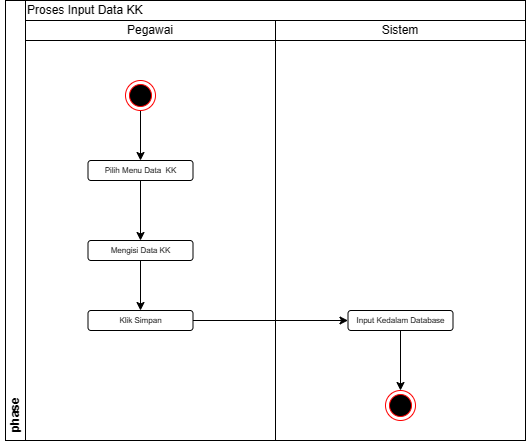 Proses Input Data KK
Pegawai
Sistem
Pilih Menu Data KK
Mengisi Data KK
Klik Simpan
Input Kedalam Database
phase